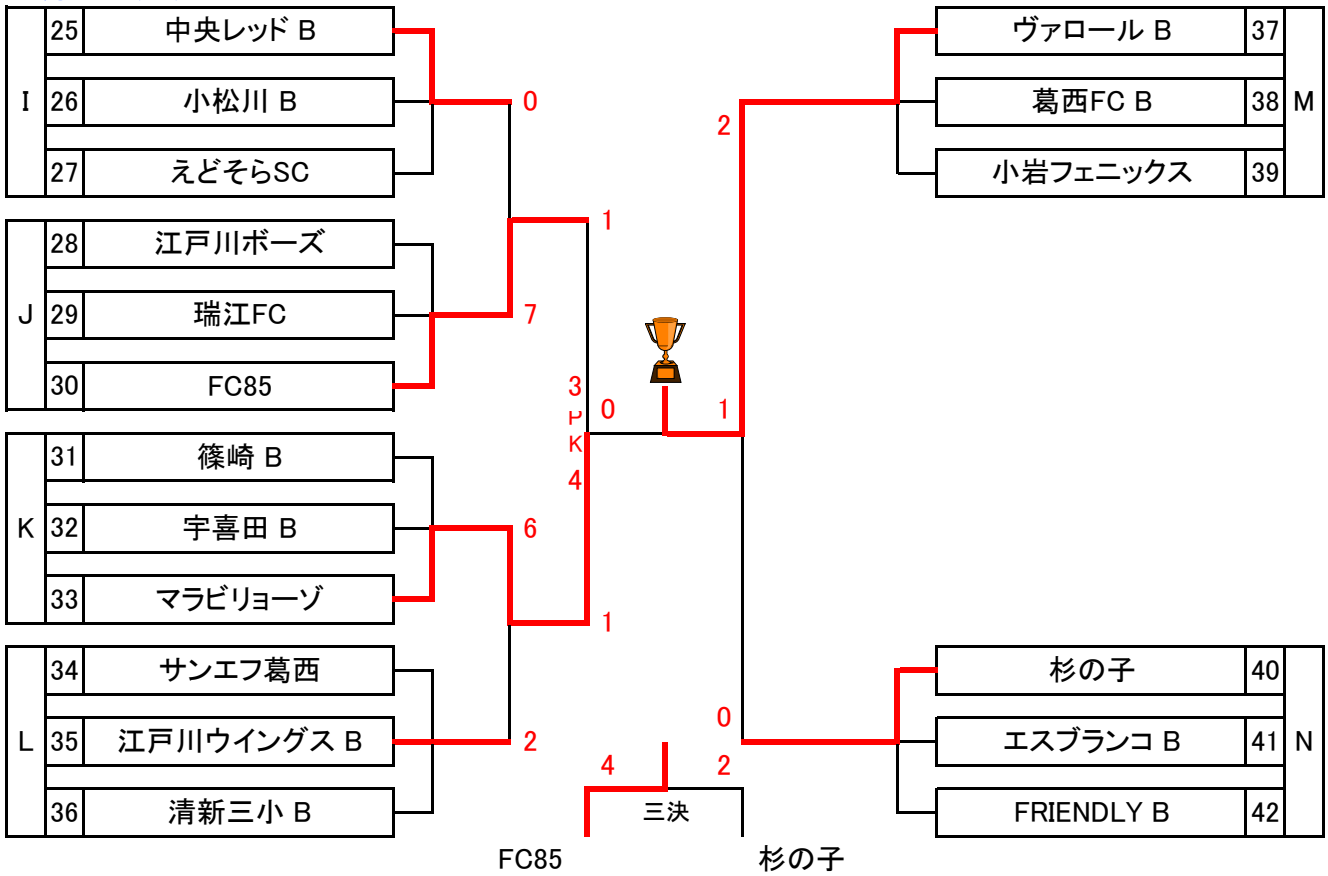 I
25 中央レッド B
26 小松川 B
27 えどそらSC
J
28 江戸川ボーズ
29 瑞江FC
30 FC85
K
31 篠崎 B
32 宇喜田 B
33 マラビリョーゾ
L
34 サンエフ葛西
35 江戸川ウイングス B
36 清新三小 B
0
7
6
2
1
1
3
PK
4
0
1
2
0
4
2
三決
FC85
杉の子
ヴァロール B 37
葛西FC B 38
小岩フェニックス 39
M
杉の子 40
エスブランコ B 41
FRIENDLY B 42
N